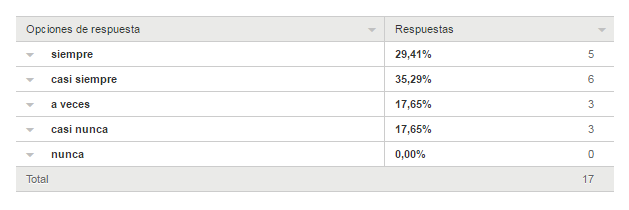 Opciones de respuesta Respuestas
siempre 29,41% 5
casi siempre 35,29% 6
a veces 17,65% 3
casi nunca 17,65% 3
nunca 0,00% 0
Total 17